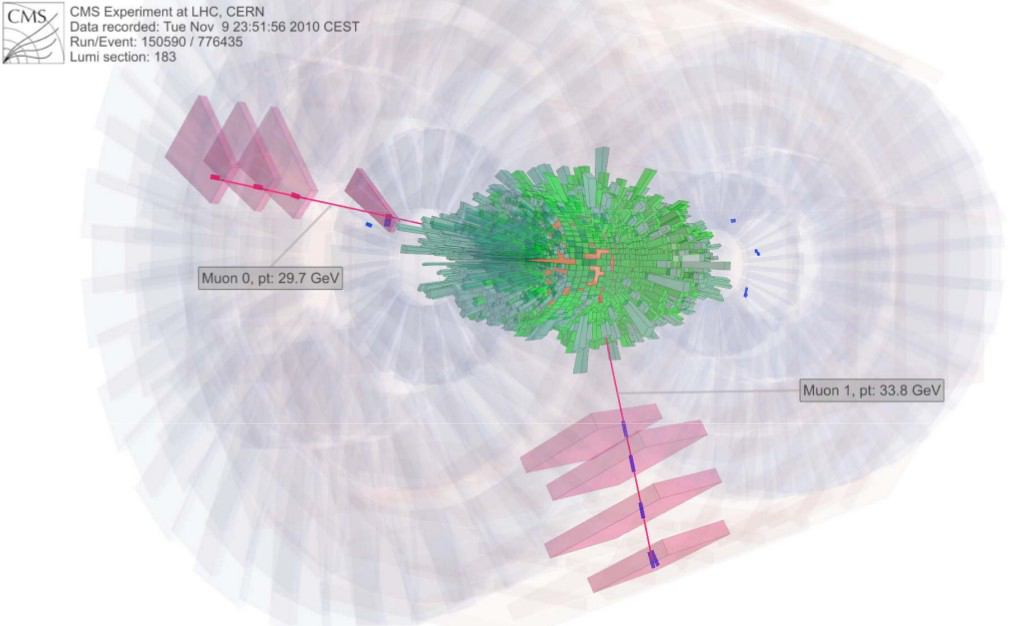 CMS
CMS Experiment at LHC, CERN
Data recorded: Tue Nov 9 23:51:56 2010 CEST
Run/Event: 150590 / 776435
Lumi section: 183
Muon 0, pt: 29.7 GeV
Muon 1, pt: 33.8 GeV